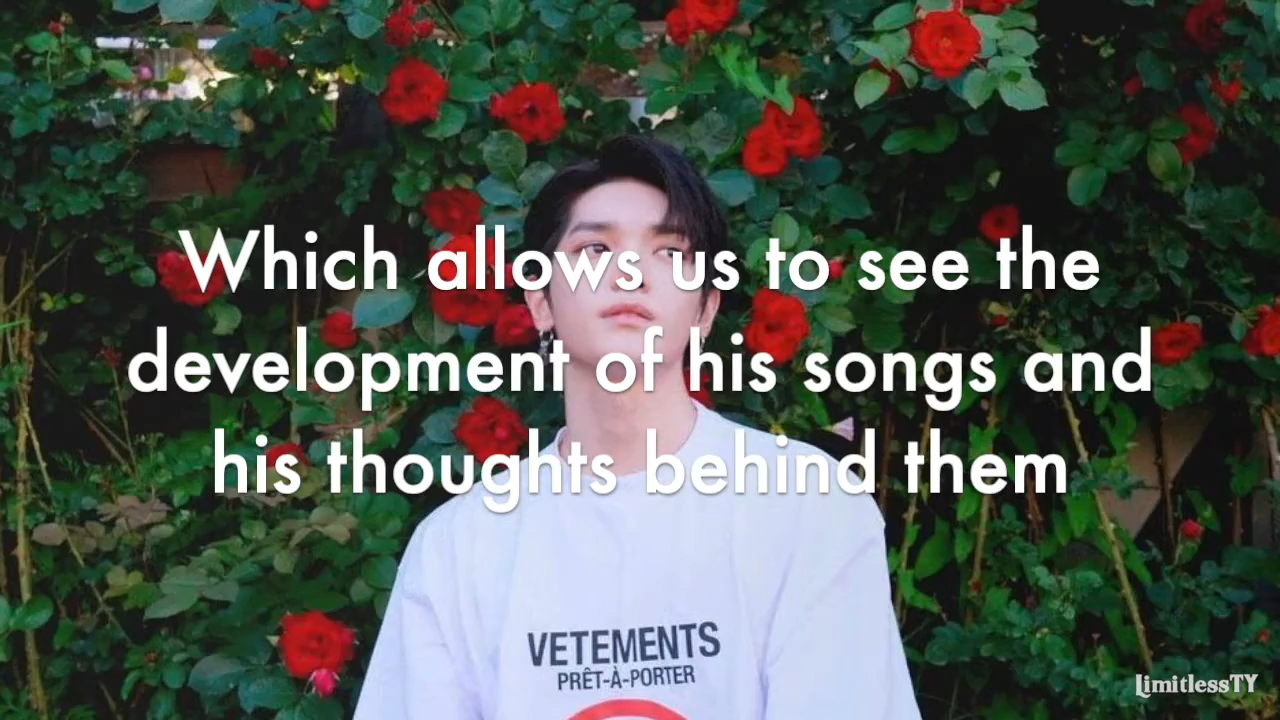 Which allows us to see the
development of his songs and
his thoughts behind them
VETEMENTS
PRÊT-À-PORTER
LimitlessTY